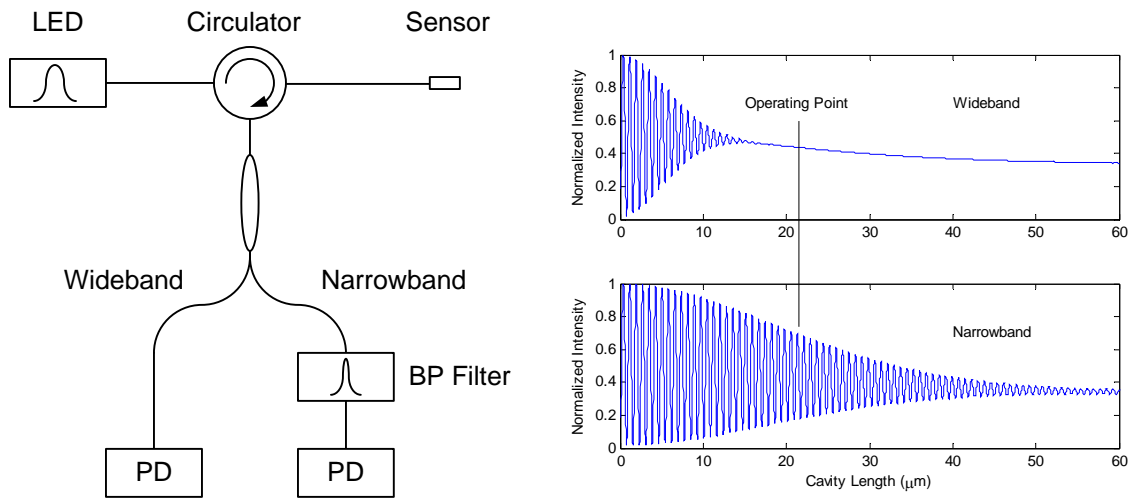 LED
Circulator
Sensor
Wideband
Narrowband
BP Filter
PD
PD
Normalized Intensity
1
0.8
0.6
0.4
0.2
0
Operating Point
Wideband
0
10
20
30
40
50
60
Normalized Intensity
1
0.8
0.6
0.4
0.2
0
Narrowband
0
10
20
30
40
50
60
Cavity Length (μm)